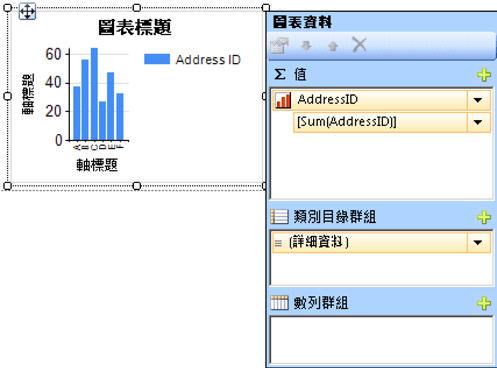 圖表標題
Address ID
軸標題
60
40
20
0
A B C D E F
軸標題
圖表資料
Σ 值
AddressID
[Sum(AddressID)]
類別目錄群組
(詳細資料)
數列群組